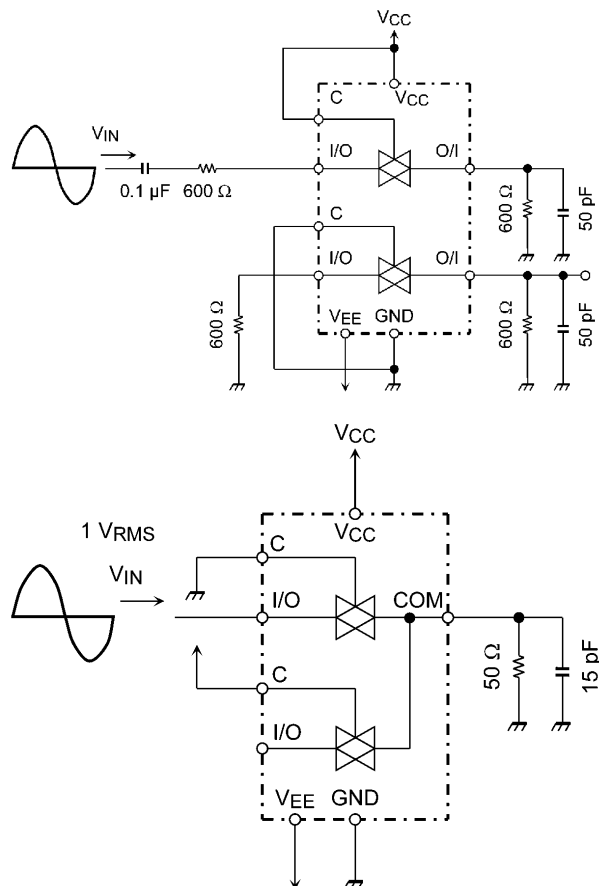 VCC
C
VCC
VIN
I/O
O/I
0.1 µF
600 Ω
600 Ω
50 pF
C
I/O
O/I
600 Ω
VEE
GND
600 Ω
50 pF
VCC
VCC
1 VRMS
C
VIN
I/O
COM
50 Ω
15 pF
C
I/O
VEE
GND